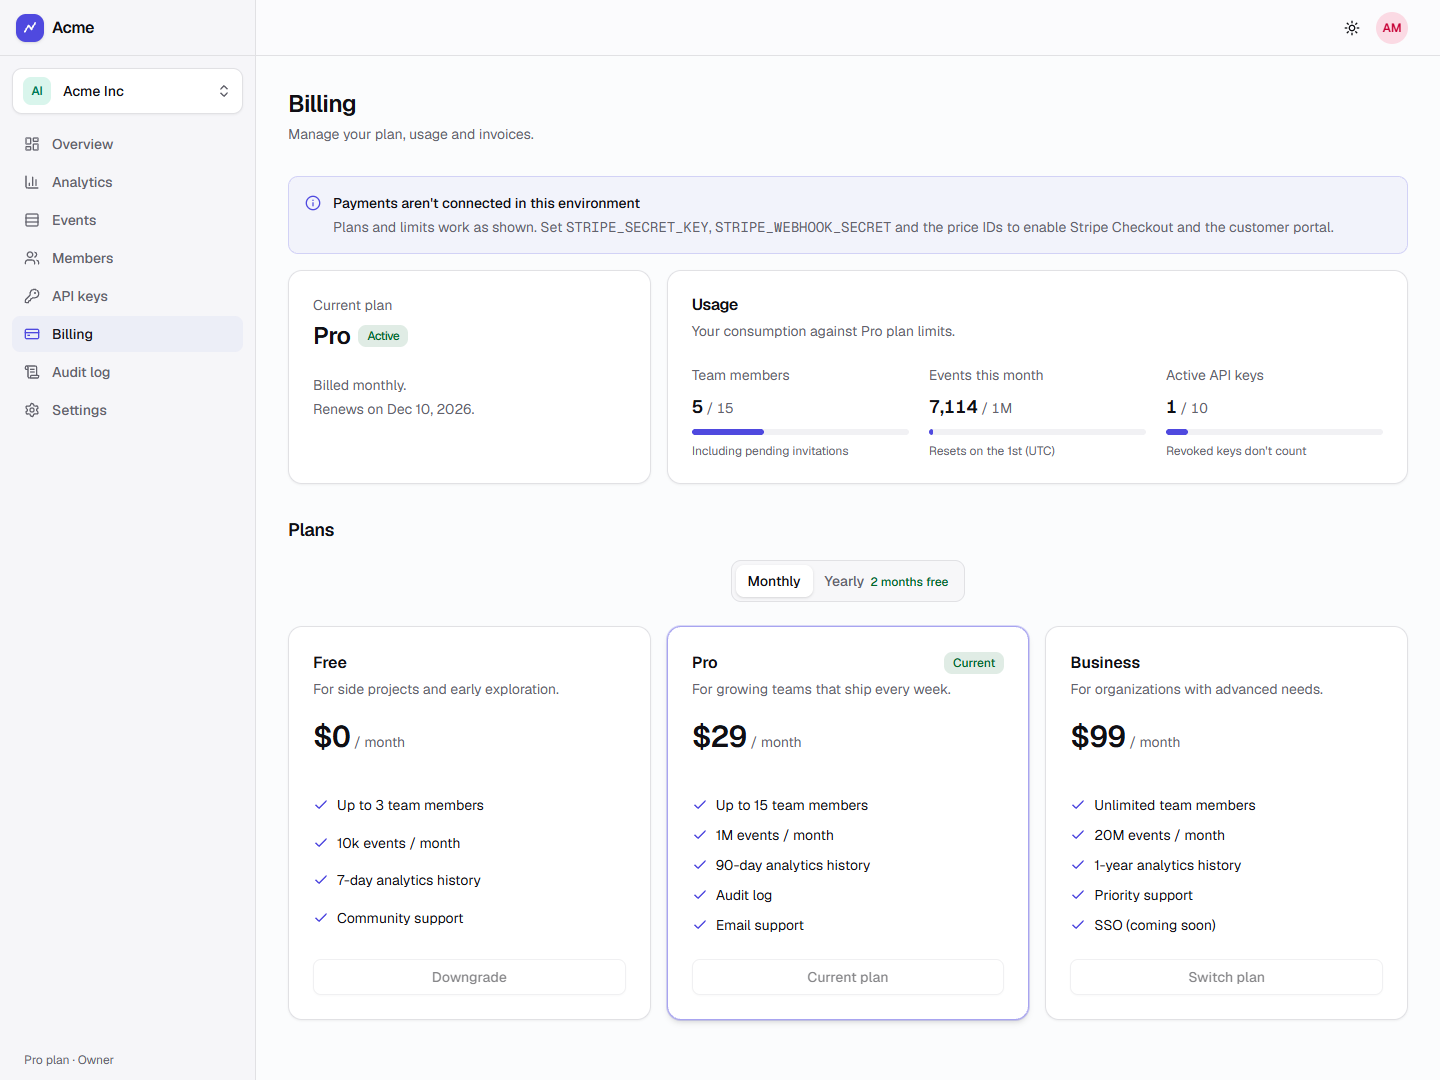 Acme
AM
AI
Acme Inc
Overview
Analytics
Events
Members
API keys
Billing
Audit log
Settings
Pro plan · Owner
Billing
Manage your plan, usage and invoices.
Payments aren't connected in this environment
Plans and limits work as shown. Set STRIPE_SECRET_KEY, STRIPE_WEBHOOK_SECRET and the price IDs to enable Stripe Checkout and the customer portal.
Current plan
Pro Active
Billed monthly.
Renews on Dec 10, 2026.
Usage
Your consumption against Pro plan limits.
Team members
5 / 15
Including pending invitations
Events this month
7,114 / 1M
Resets on the 1st (UTC)
Active API keys
1 / 10
Revoked keys don't count
Plans
Monthly
Yearly 2 months free
Free
For side projects and early exploration.
$0 / month
Up to 3 team members
10k events / month
7-day analytics history
Community support
Downgrade
Pro
Current
For growing teams that ship every week.
$29 / month
Up to 15 team members
1M events / month
90-day analytics history
Audit log
Email support
Current plan
Business
For organizations with advanced needs.
$99 / month
Unlimited team members
20M events / month
1-year analytics history
Priority support
SSO (coming soon)
Switch plan